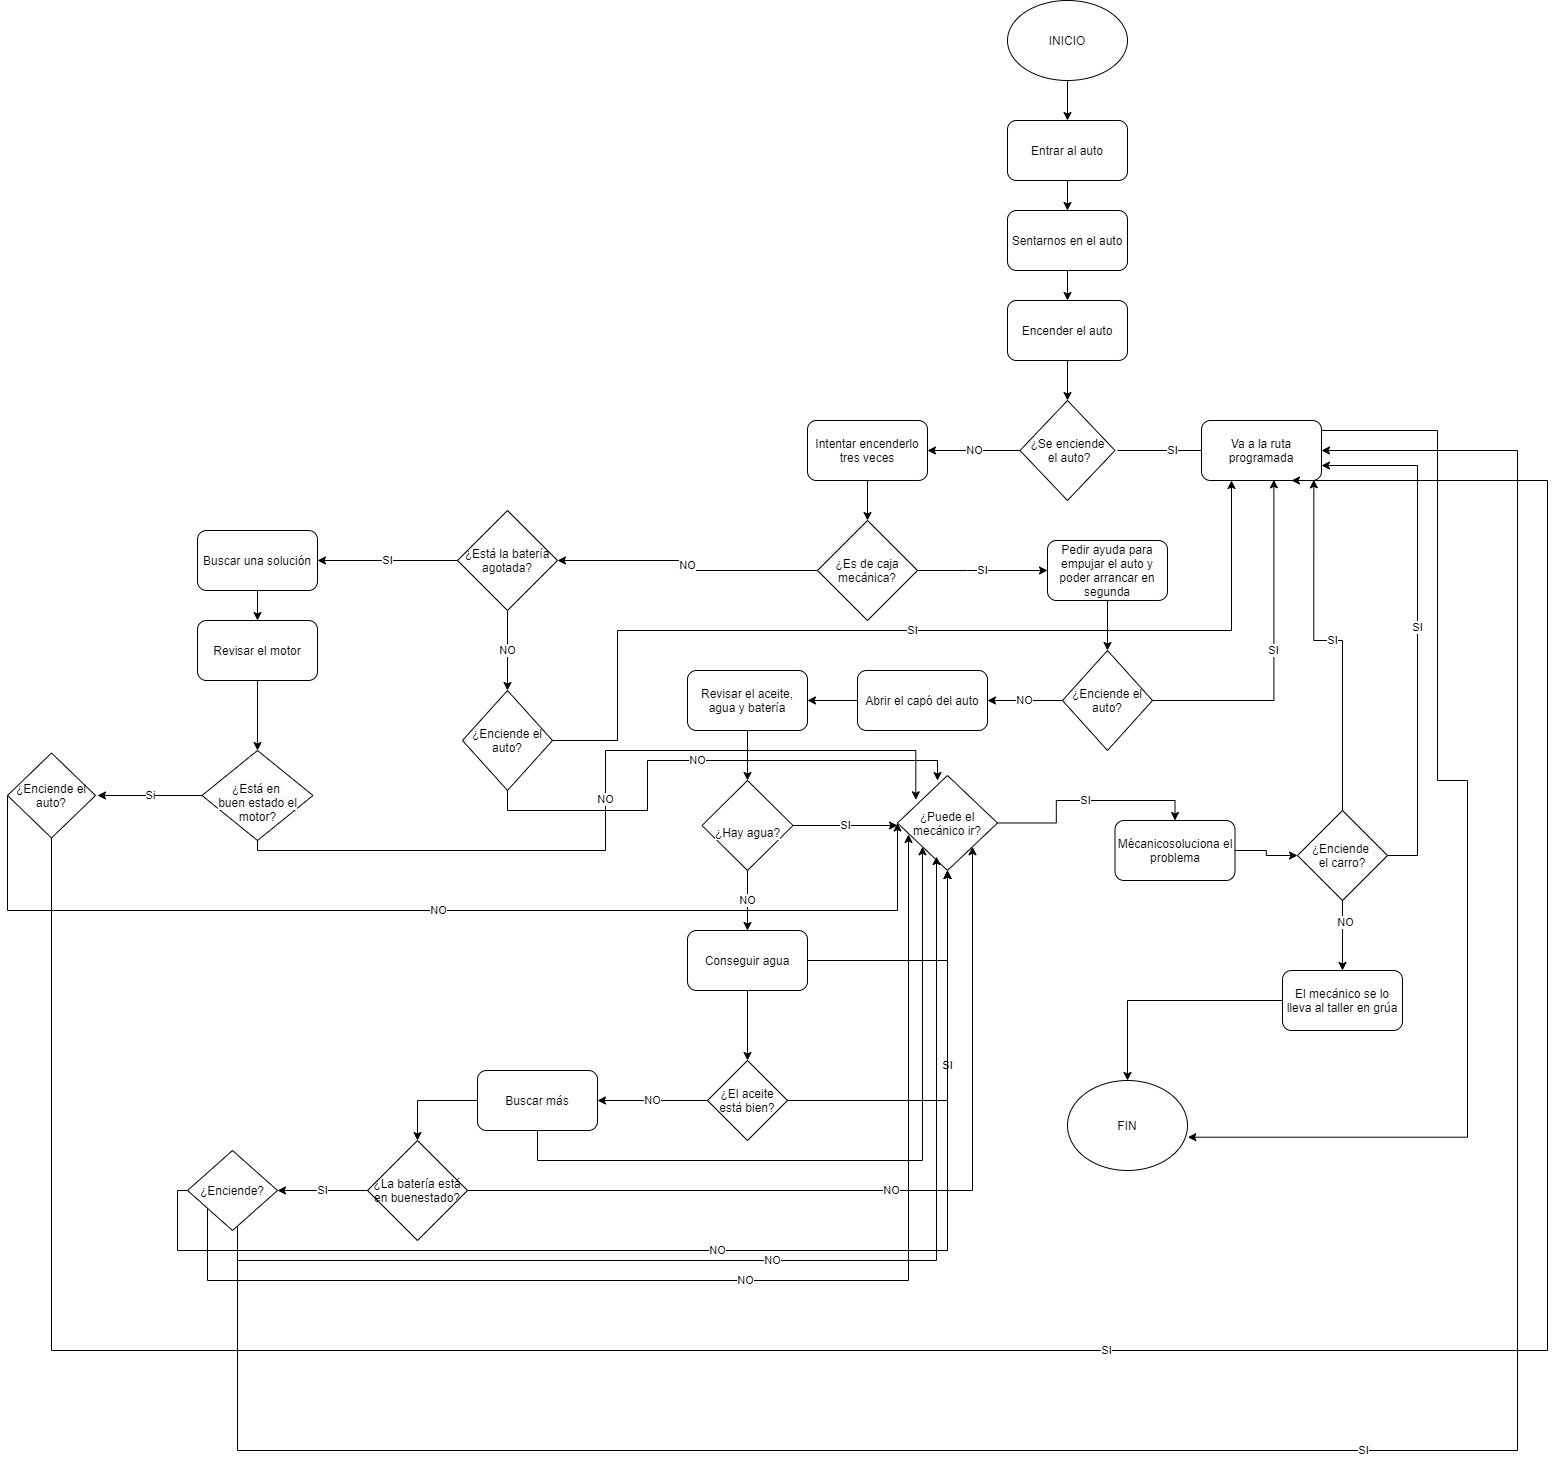 INICIO
Entrar al auto
Sentarnos en el auto
Encender el auto
¿Se enciende
el auto?
NO
SI
Intentar encenderlo
tres veces
Va a la ruta
programada
¿Es de caja
mecánica?
NO
SI
¿Está la batería
agotada?
SI
NO
Buscar una solución
Revisar el motor
Pedir ayuda para
empujar el auto y
poder arrancar en
segunda
SI
¿Enciende el
auto?
NO
SI
Abrir el capó del auto
Revisar el aceite,
agua y batería
¿Enciende el
auto?
NO
SI
SI
¿Está en
buen estado el
motor?
Si
NO
¿Enciende el
auto?
NO
¿Hay agua?
SI
NO
¿Puede el
mecánico ir?
SI
Mécanicosoluciona el
problema
¿Enciende
el carro?
NO
El mecánico se lo
lleva al taller en grúa
Conseguir agua
SI
¿El aceite
está bien?
NO
Buscar más
FIN
¿La batería está
en buenestado?
SI
NO
¿Enciende?
NO
NO
NO
SI
SI